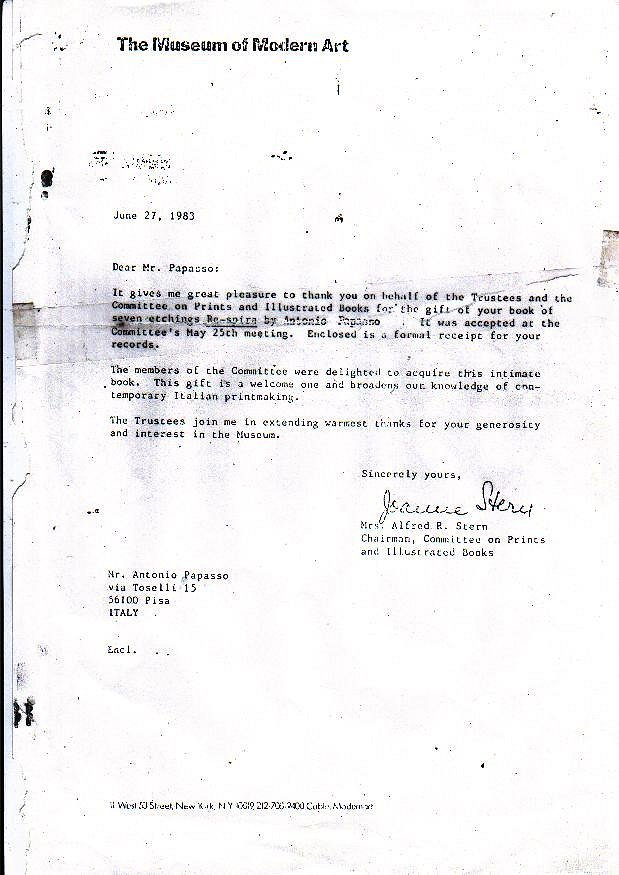 The Museum of Modern Art
June 27, 1983
Dear Mr. Papasso:
It gives me great pleasure to thank you on behalf of the Trustees and the
Committee on Prints and Illustrated Books for the gift of your book of
seven etchings Re-spira by Antonio Papasso It was accepted at the
Committee's May 25th meeting. Enclosed is a formal receipt for your
records.
The members of the Committee were delighted to acquire this intimate
book. This gift is a welcome one and broadens our knowledge of con-
temporary Italian printmaking.
The Trustees join me in extending warmest thanks for your generosity
and interest in the Museum.
Sincerely yours,
Jeanne Stern
Mrs. Alfred R. Stern
Chairman, Committee on Prints
and Illustrated Books
Mr. Antonio Papasso
via Toselli 15
56100 Pisa
ITALY
Encl.
11 West 53 Street, New York, N.Y. 10019, 212-708-9400 Cable: Modernart